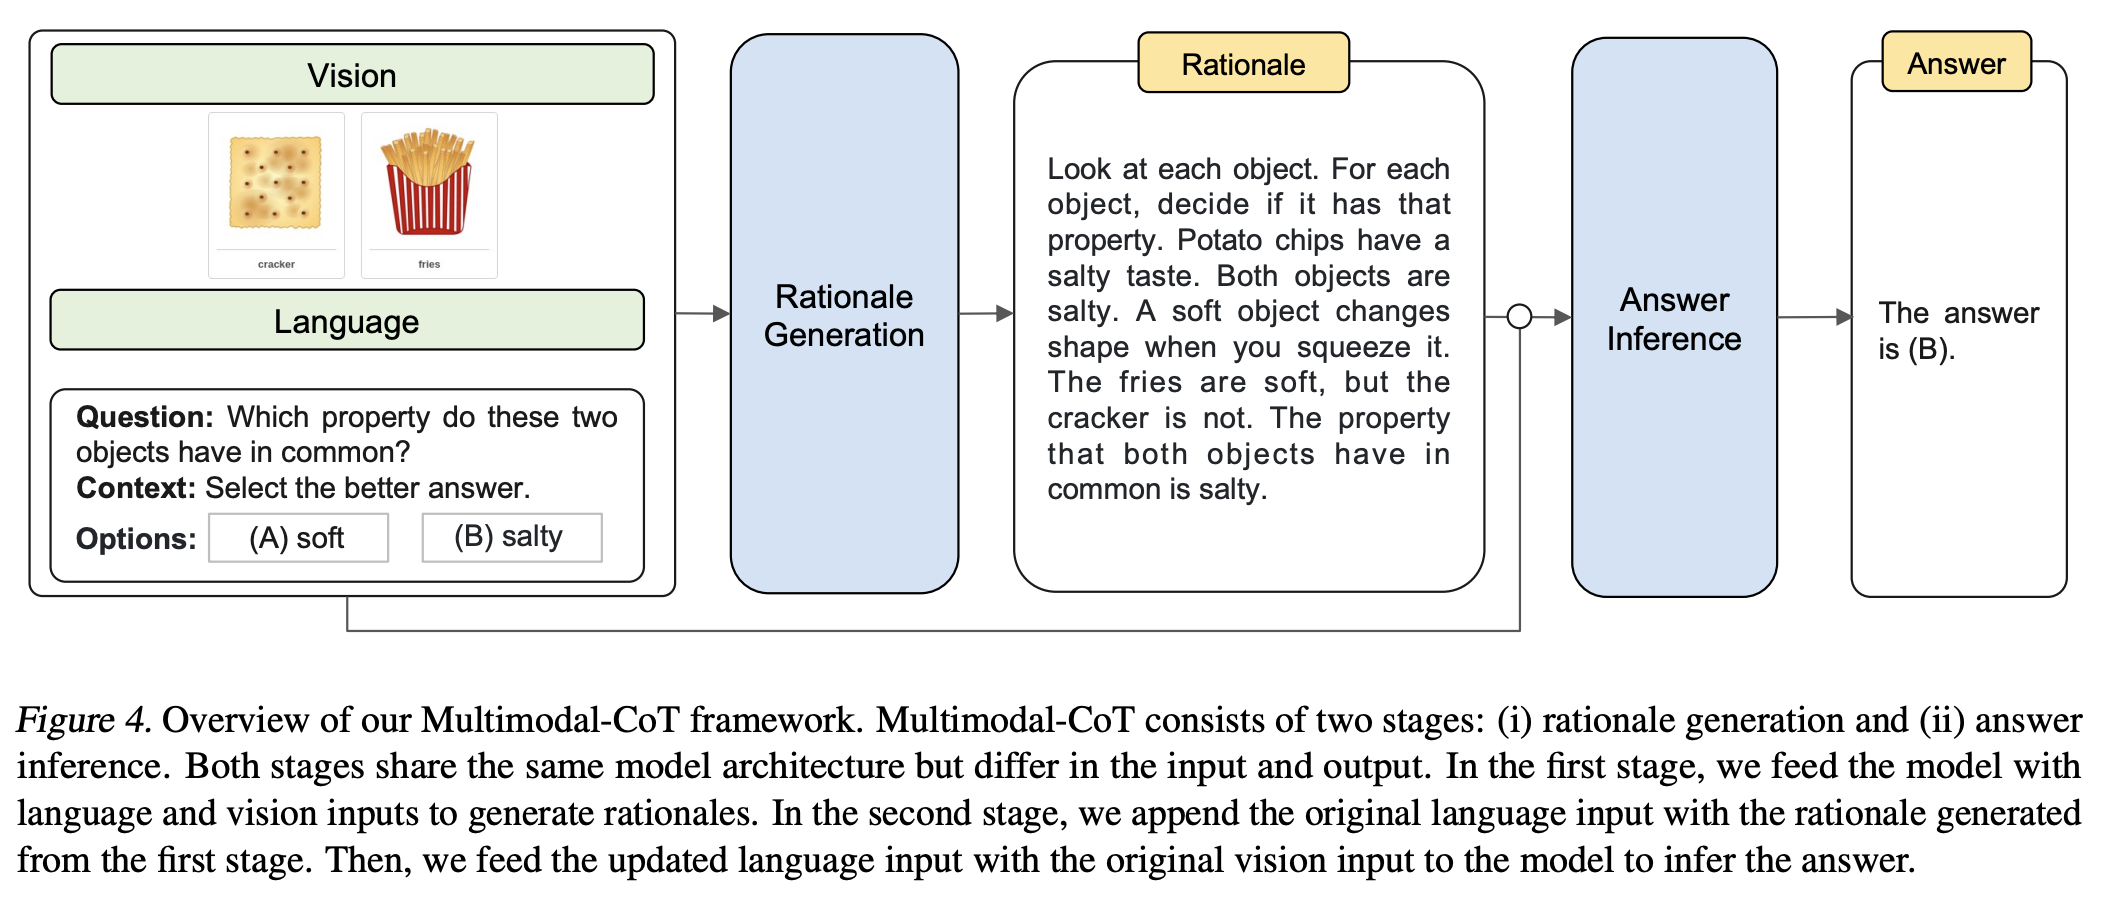 Vision
cracker
fries
Language
Question: Which property do these two
objects have in common?
Context: Select the better answer.
Options: (A) soft (B) salty
Rationale
Generation
Rationale
Look at each object. For each
object, decide if it has that
property. Potato chips have a
salty taste. Both objects are
salty. A soft object changes
shape when you squeeze it.
The fries are soft, but the
cracker is not. The property
that both objects have in
common is salty.
Answer
Inference
Answer
The answer
is (B).
Figure 4. Overview of our Multimodal-CoT framework. Multimodal-CoT consists of two stages: (i) rationale generation and (ii) answer
inference. Both stages share the same model architecture but differ in the input and output. In the first stage, we feed the model with
language and vision inputs to generate rationales. In the second stage, we append the original language input with the rationale generated
from the first stage. Then, we feed the updated language input with the original vision input to the model to infer the answer.